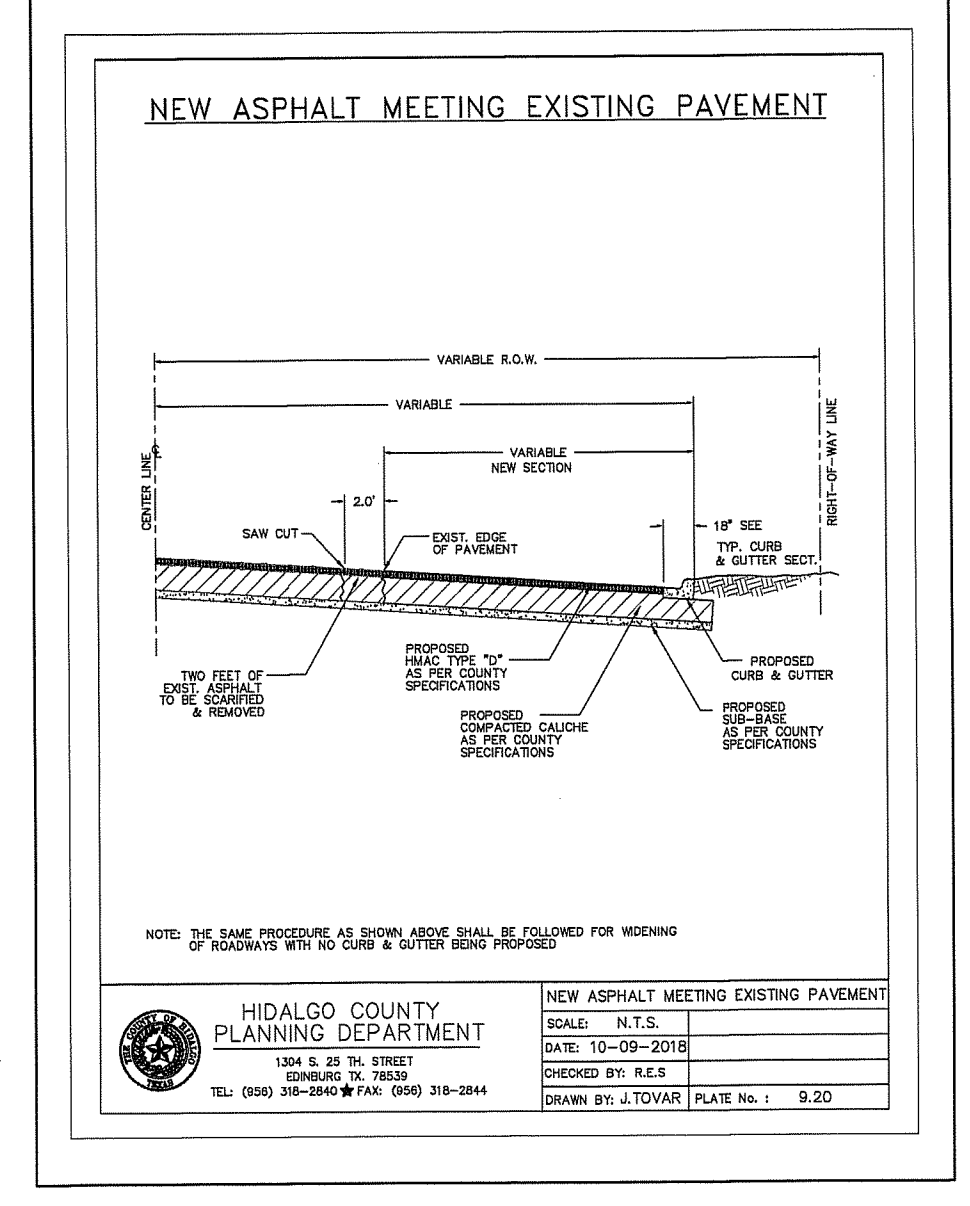 NEW ASPHALT MEETING EXISTING PAVEMENT
VARIABLE R.O.W.
VARIABLE
VARIABLE
NEW SECTION
CENTER LINE
℄
RIGHT-OF-WAY LINE
2.0'
18" SEE
TYP. CURB
& GUTTER SECT.
SAW CUT
EXIST. EDGE
OF PAVEMENT
TWO FEET OF
EXIST. ASPHALT
TO BE SCARIFIED
& REMOVED
PROPOSED
HMAC TYPE "D"
AS PER COUNTY
SPECIFICATIONS
PROPOSED
COMPACTED CALICHE
AS PER COUNTY
SPECIFICATIONS
PROPOSED
CURB & GUTTER
PROPOSED
SUB-BASE
AS PER COUNTY
SPECIFICATIONS
NOTE: THE SAME PROCEDURE AS SHOWN ABOVE SHALL BE FOLLOWED FOR WIDENING
OF ROADWAYS WITH NO CURB & GUTTER BEING PROPOSED
THE COUNTY OF HIDALGO
TEXAS
HIDALGO COUNTY
PLANNING DEPARTMENT
1304 S. 25 TH. STREET
EDINBURG TX. 78539
TEL: (956) 318-2840 ★ FAX: (956) 318-2844
NEW ASPHALT MEETING EXISTING PAVEMENT
SCALE: N.T.S.
DATE: 10-09-2018
CHECKED BY: R.E.S
DRAWN BY: J.TOVAR PLATE No. : 9.20